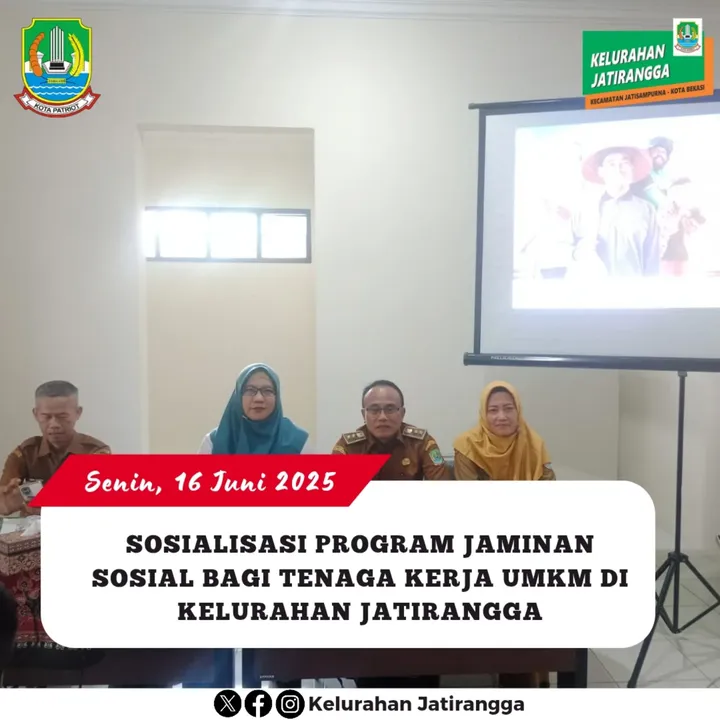 KOTA PATRIOT
KELURAHAN
JATIRANGGA
KECAMATAN JATISAMPURNA - KOTA BEKASI
Senin, 16 Juni 2025
SOSIALISASI PROGRAM JAMINAN
SOSIAL BAGI TENAGA KERJA UMKM DI
KELURAHAN JATIRANGGA
Kelurahan Jatirangga